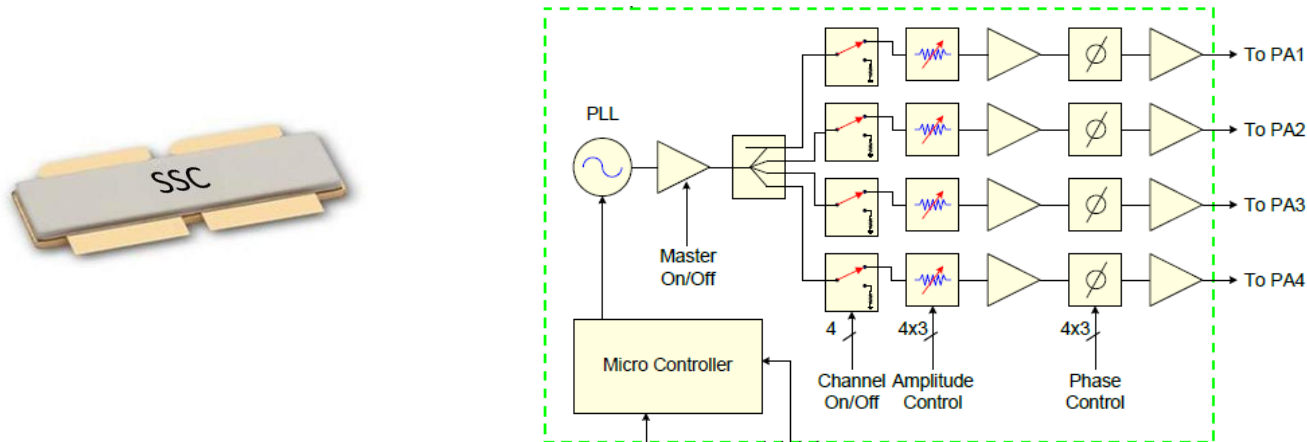 SSC
PLL
Master
On/Off
Micro Controller
To PA1
To PA2
To PA3
To PA4
4
4x3
4x3
Channel
On/Off
Amplitude
Control
Phase
Control